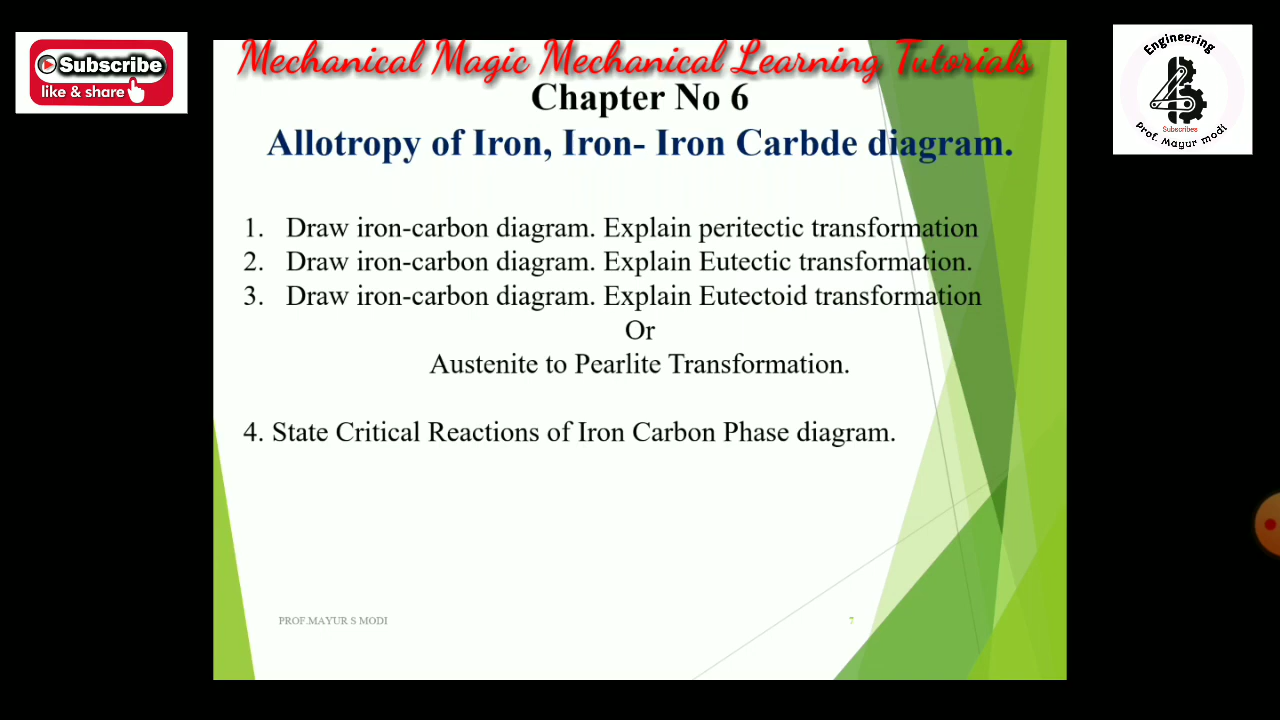 Subscribe
like & share
Mechanical Magic Mechanical Learning Tutorials
Engineering
Subscribes
Prof. Mayur modi
Chapter No 6
Allotropy of Iron, Iron- Iron Carbde diagram.
1. Draw iron-carbon diagram. Explain peritectic transformation
2. Draw iron-carbon diagram. Explain Eutectic transformation.
3. Draw iron-carbon diagram. Explain Eutectoid transformation
Or
Austenite to Pearlite Transformation.
4. State Critical Reactions of Iron Carbon Phase diagram.
PROF.MAYUR S MODI
7